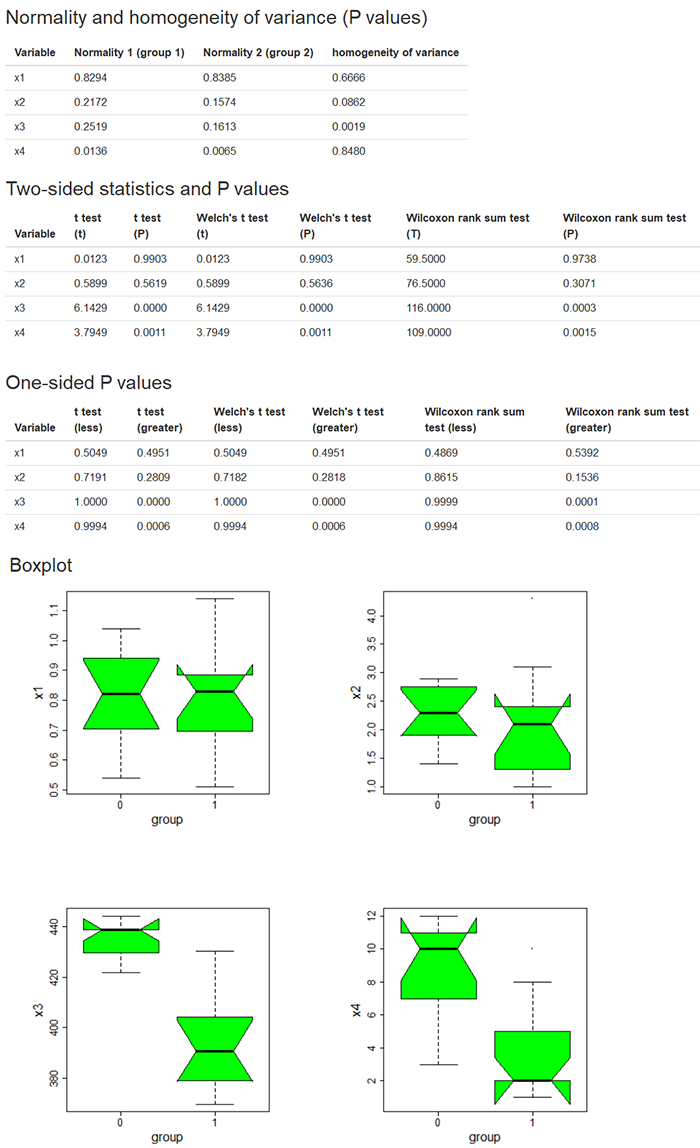 Normality and homogeneity of variance (P values)
Variable Normality 1 (group 1) Normality 2 (group 2) homogeneity of variance
x1 0.8294 0.8385 0.6666
x2 0.2172 0.1574 0.0862
x3 0.2519 0.1613 0.0019
x4 0.0136 0.0065 0.8480
Two-sided statistics and P values
t test t test Welch's t test Welch's t test Wilcoxon rank sum test Wilcoxon rank sum test
Variable (t) (P) (t) (P) (T) (P)
x1 0.0123 0.9903 0.0123 0.9903 59.5000 0.9738
x2 0.5899 0.5619 0.5899 0.5636 76.5000 0.3071
x3 6.1429 0.0000 6.1429 0.0000 116.0000 0.0003
x4 3.7949 0.0011 3.7949 0.0011 109.0000 0.0015
One-sided P values
t test t test Welch's t test Welch's t test Wilcoxon rank sum Wilcoxon rank sum test
Variable (less) (greater) (less) (greater) test (less) (greater)
x1 0.5049 0.4951 0.5049 0.4951 0.4869 0.5392
x2 0.7191 0.2809 0.7182 0.2818 0.8615 0.1536
x3 1.0000 0.0000 1.0000 0.0000 0.9999 0.0001
x4 0.9994 0.0006 0.9994 0.0006 0.9994 0.0008
Boxplot
x1
1.1
1.0
0.9
0.8
0.7
0.6
0.5
0 1
group
x2
4.0
3.5
3.0
2.5
2.0
1.5
1.0
0 1
group
x3
440
420
400
380
0 1
group
x4
12
10
8
6
4
2
0 1
group